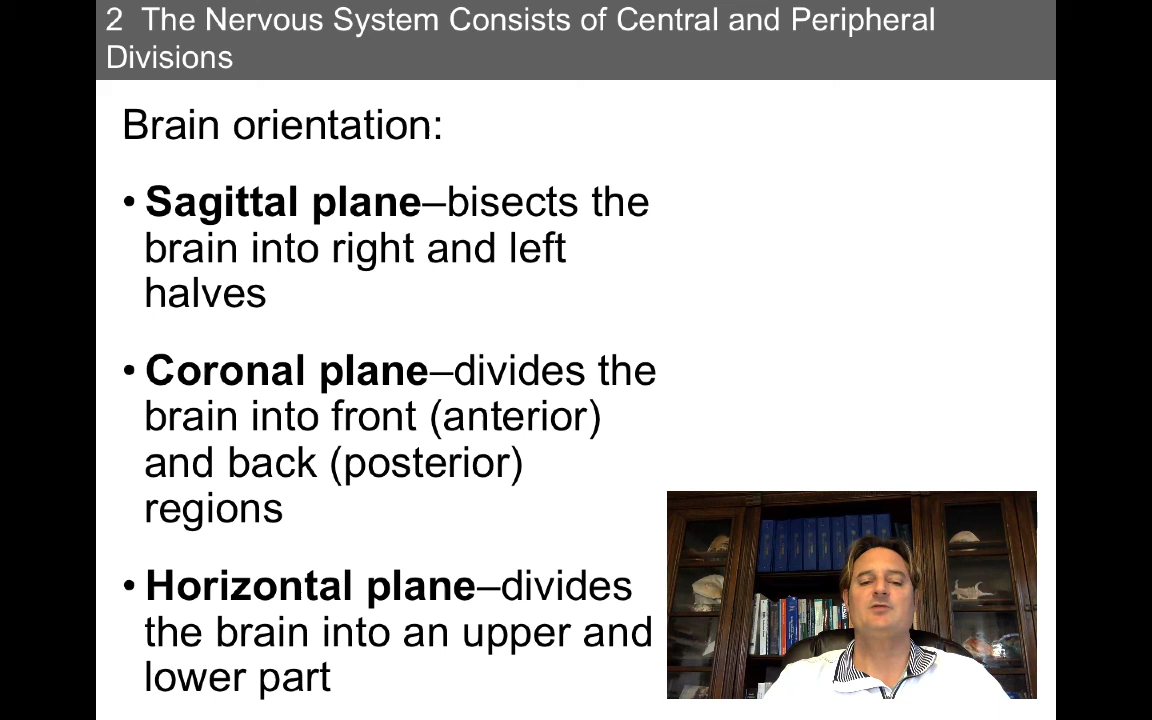 2 The Nervous System Consists of Central and Peripheral
Divisions
Brain orientation:
• Sagittal plane–bisects the
brain into right and left
halves
• Coronal plane–divides the
brain into front (anterior)
and back (posterior)
regions
• Horizontal plane–divides
the brain into an upper and
lower part